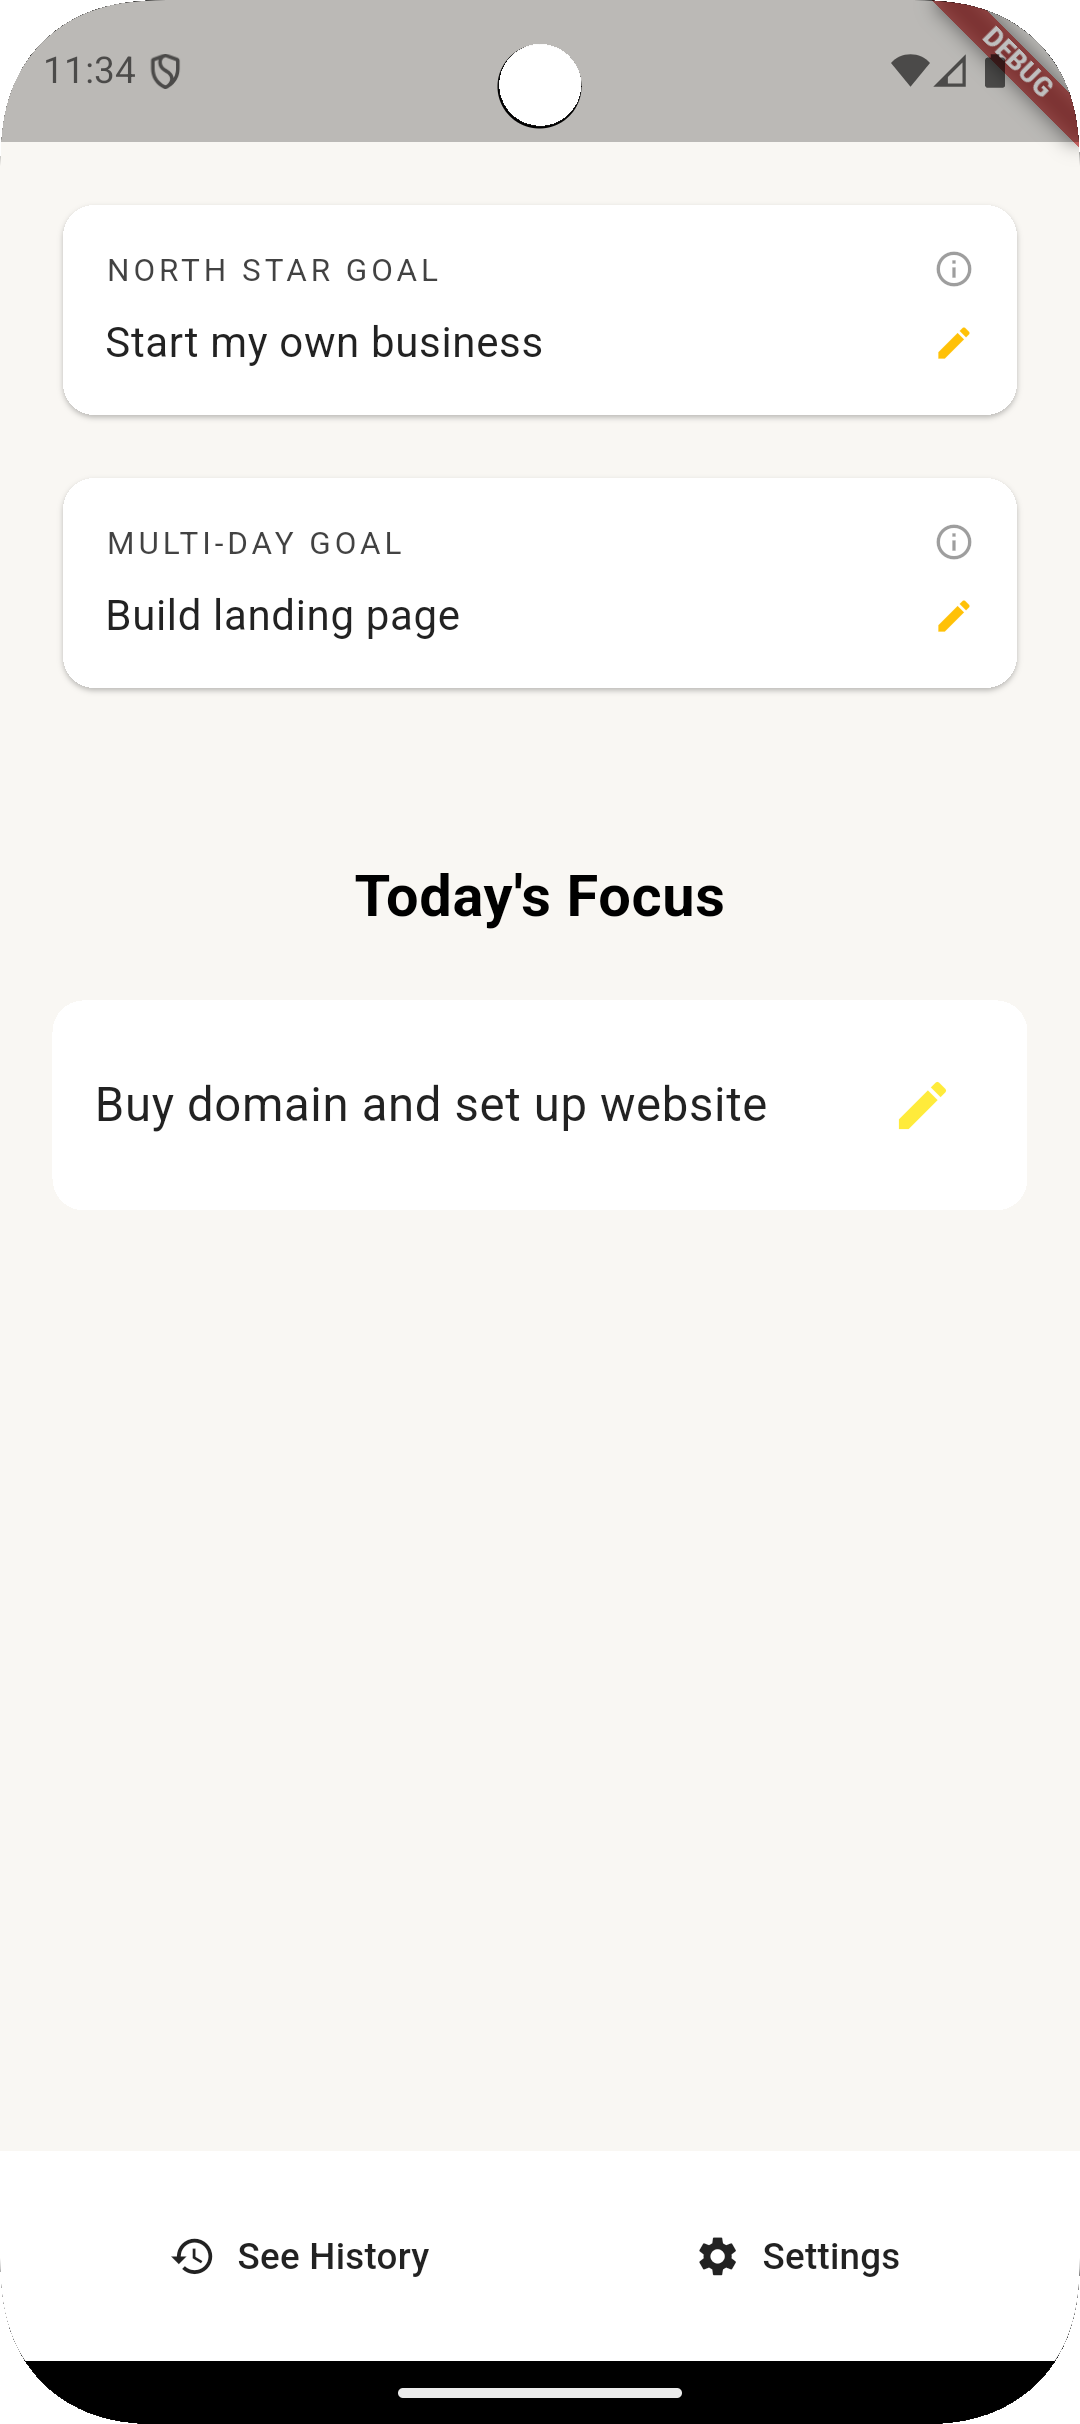 11:34
DEBUG
NORTH STAR GOAL
Start my own business
MULTI-DAY GOAL
Build landing page
Today's Focus
Buy domain and set up website
See History
Settings